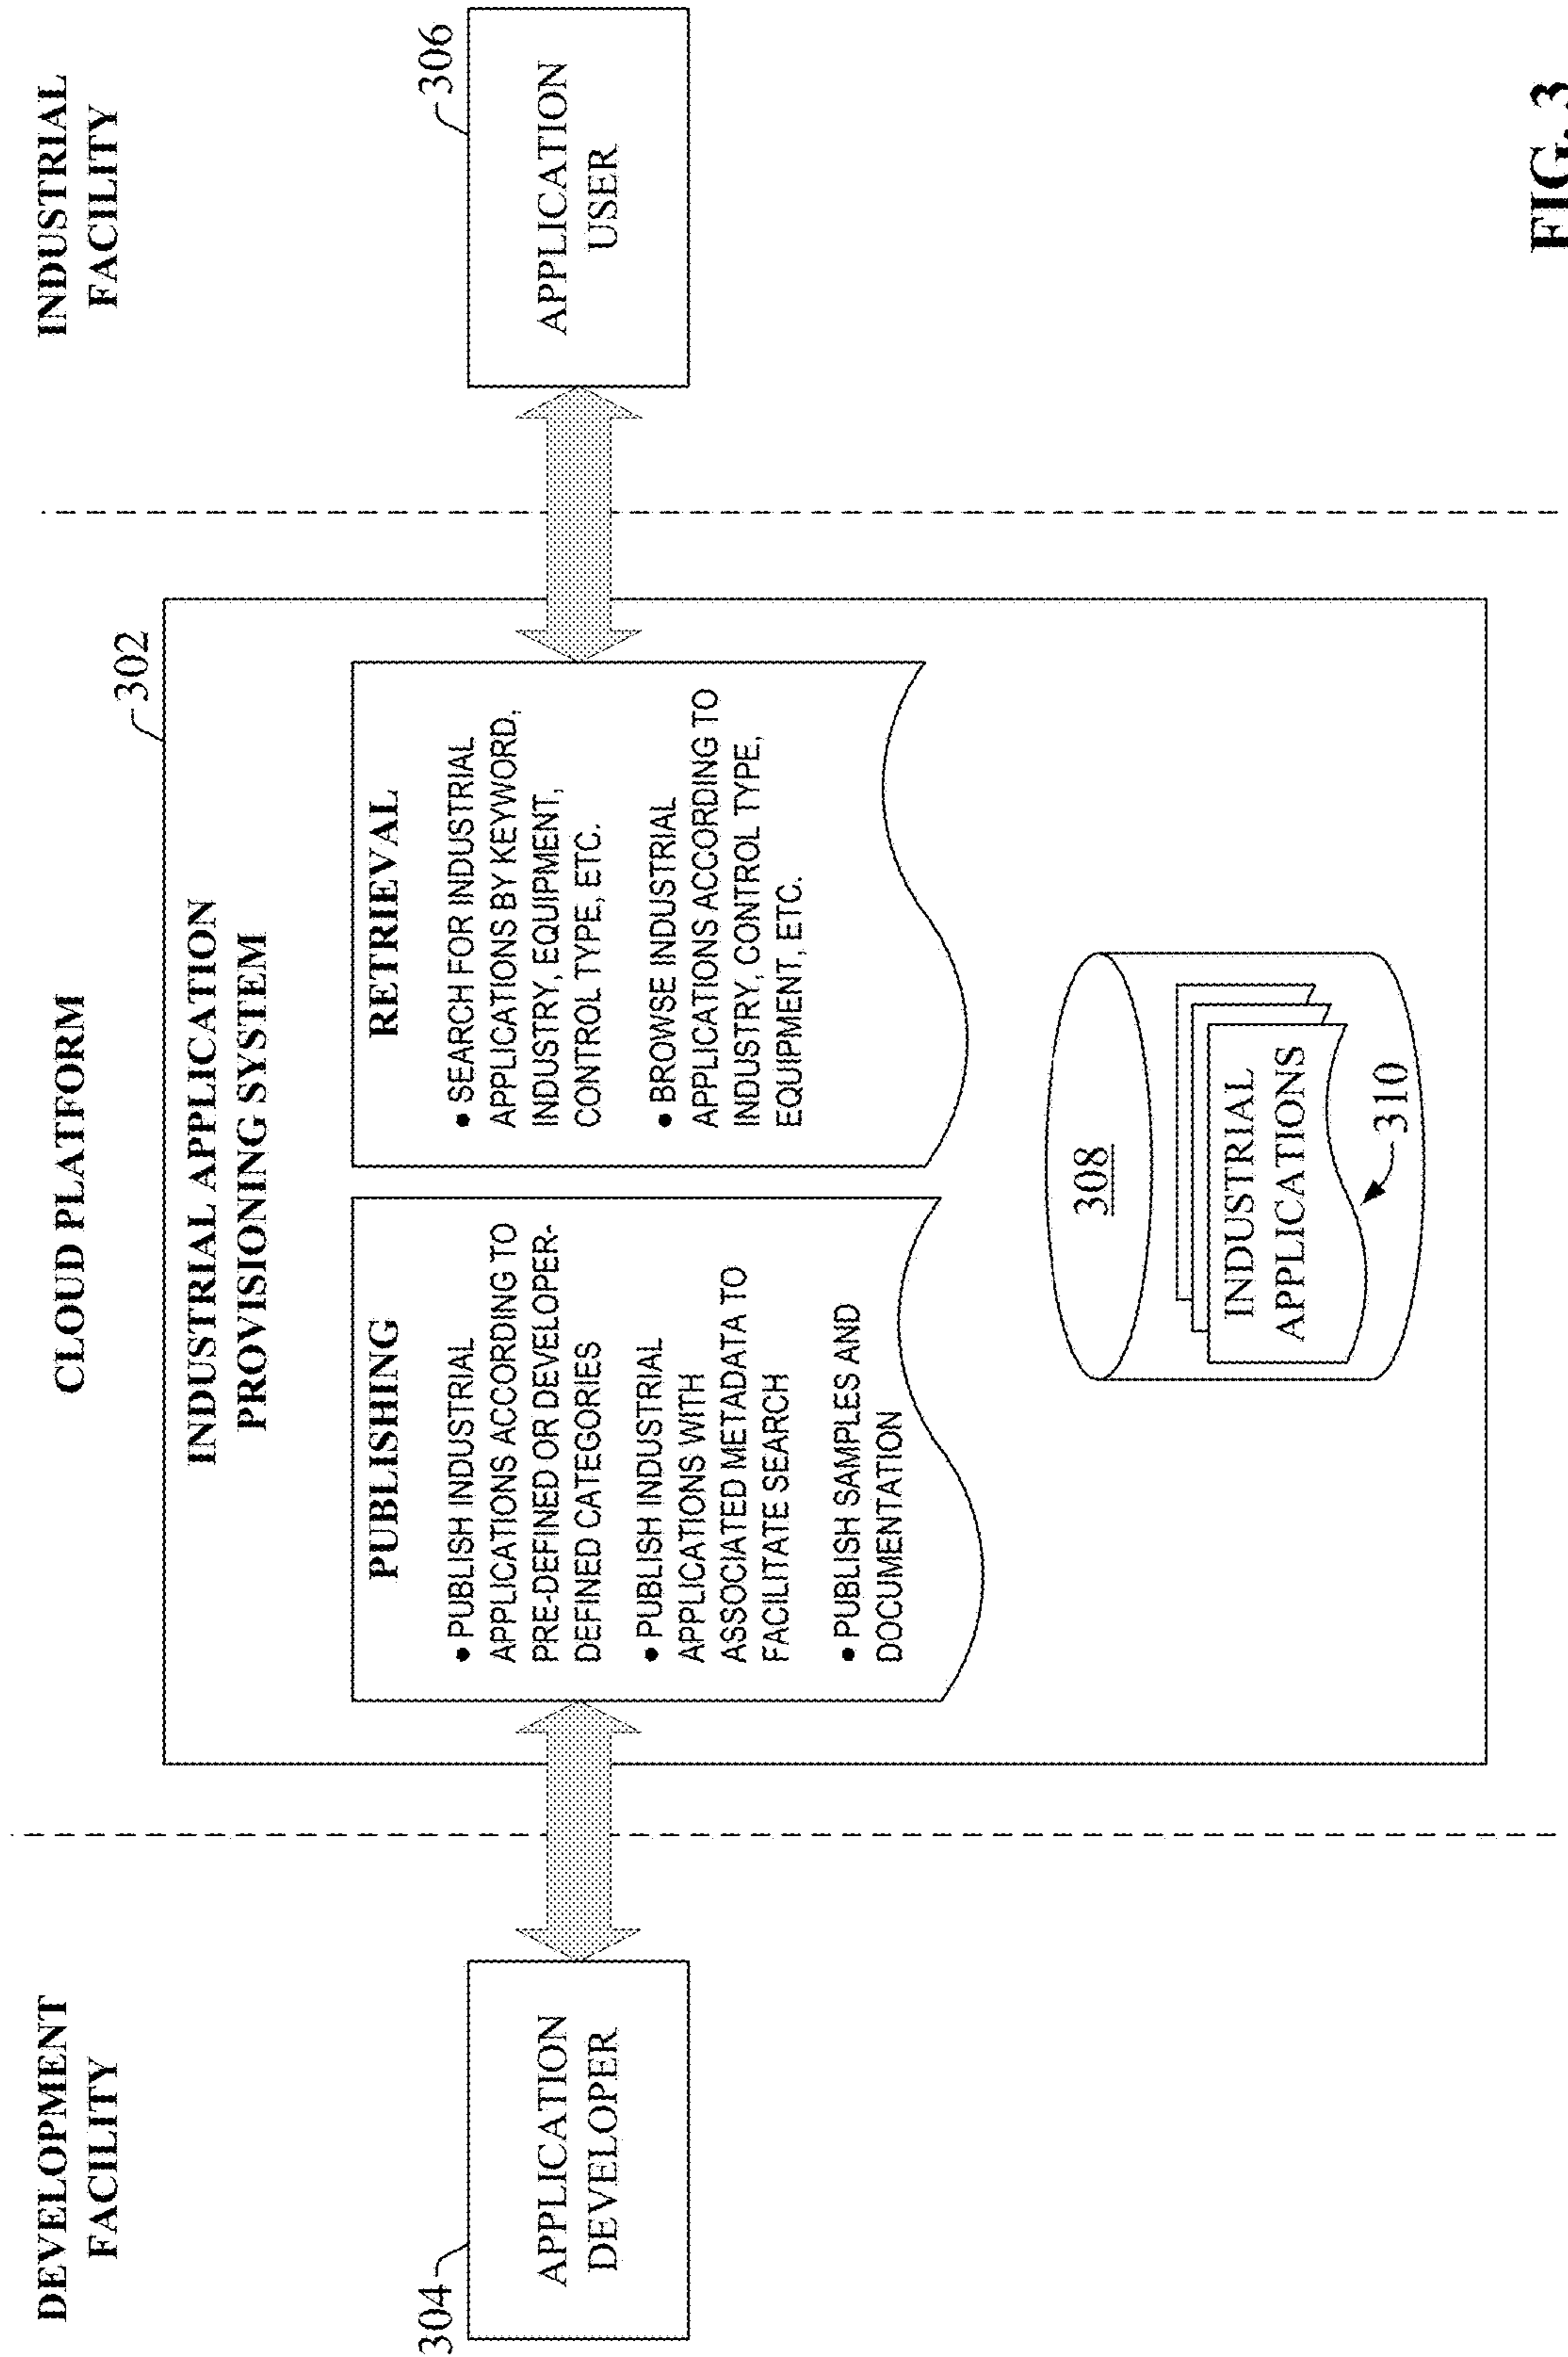 DEVELOPMENT
FACILITY
CLOUD PLATFORM
INDUSTRIAL
FACILITY
302
INDUSTRIAL APPLICATION
PROVISIONING SYSTEM
304
APPLICATION
DEVELOPER
PUBLISHING
• PUBLISH INDUSTRIAL
APPLICATIONS ACCORDING TO
PRE-DEFINED OR DEVELOPER-
DEFINED CATEGORIES
• PUBLISH INDUSTRIAL
APPLICATIONS WITH
ASSOCIATED METADATA TO
FACILITATE SEARCH
• PUBLISH SAMPLES AND
DOCUMENTATION
RETRIEVAL
• SEARCH FOR INDUSTRIAL
APPLICATIONS BY KEYWORD,
INDUSTRY, EQUIPMENT,
CONTROL TYPE, ETC.
• BROWSE INDUSTRIAL
APPLICATIONS ACCORDING TO
INDUSTRY, CONTROL TYPE,
EQUIPMENT, ETC.
306
APPLICATION
USER
308
INDUSTRIAL
APPLICATIONS
310
FIG. 3